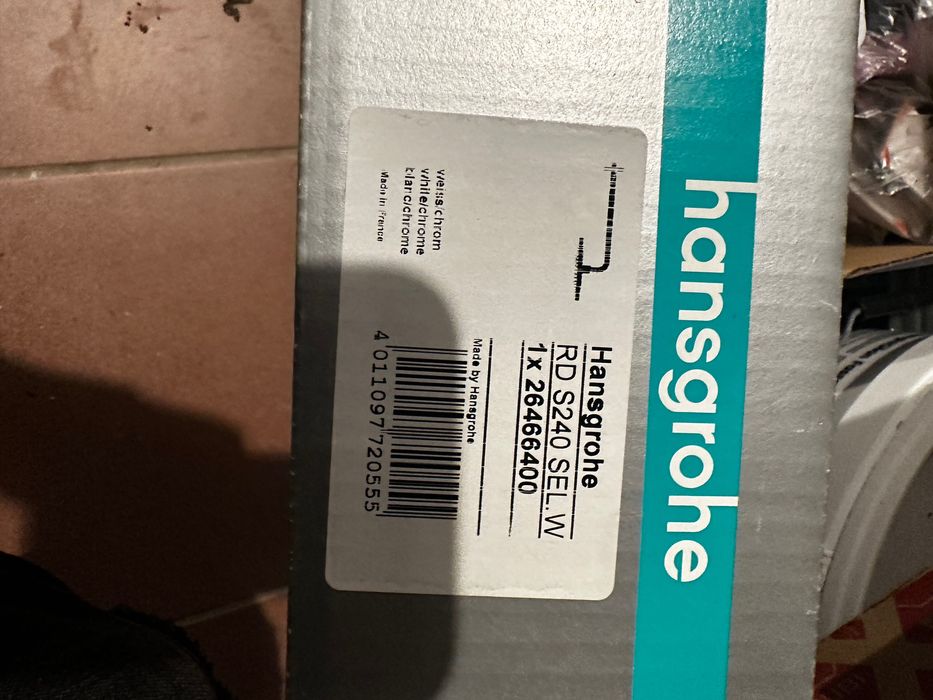 hansgrohe
Hansgrohe
RD S240 SEL.W
1x 26466400
Made by Hansgrohe
weiss/chrom
white/chrome
blanc/chrome
Made in France
4 011097 720555